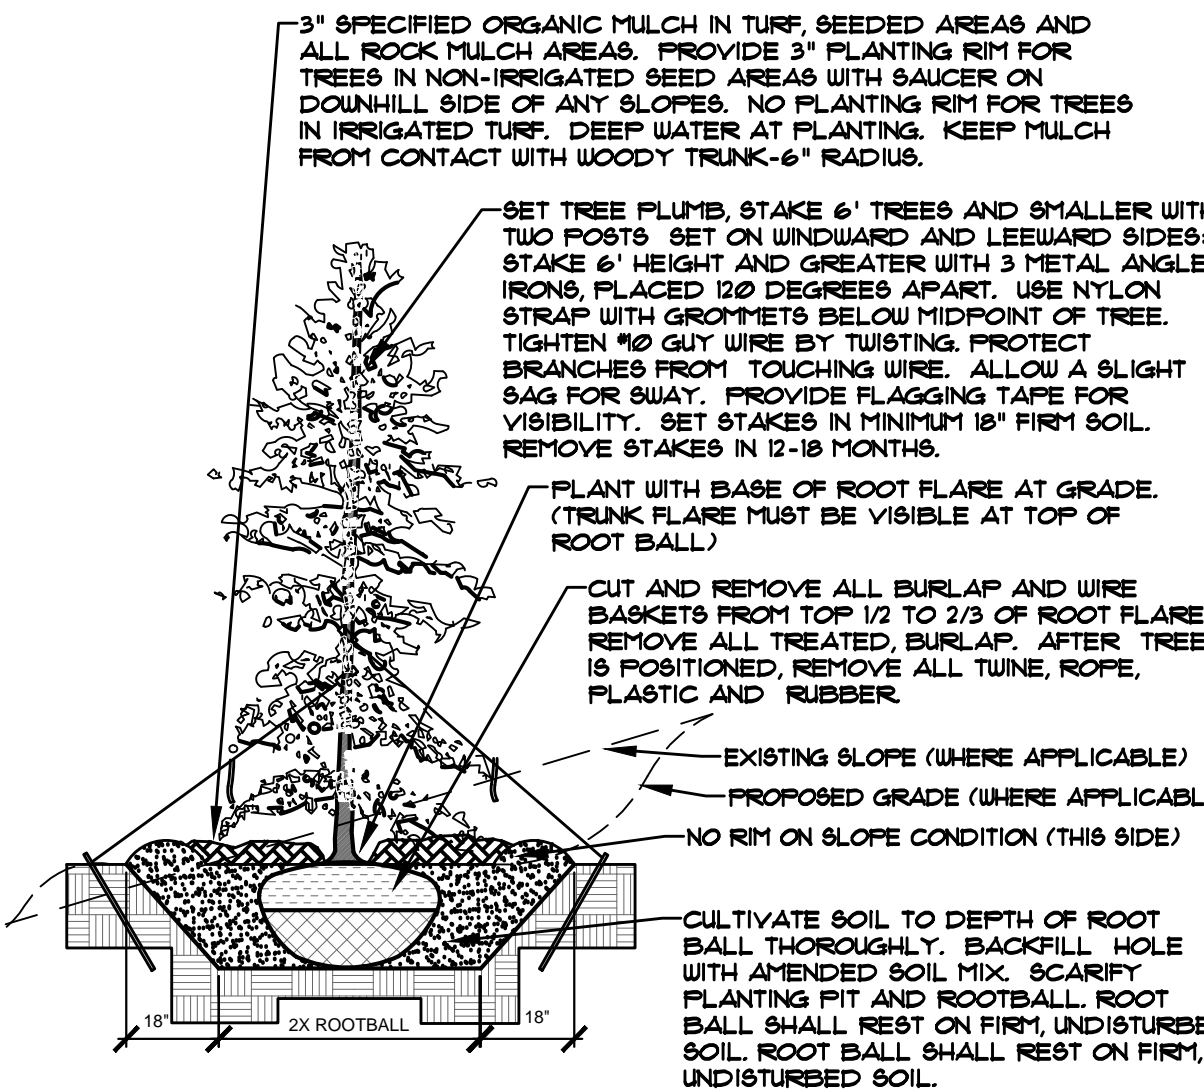 3" SPECIFIED ORGANIC MULCH IN TURF, SEEDED AREAS AND
ALL ROCK MULCH AREAS. PROVIDE 3" PLANTING RIM FOR
TREES IN NON-IRRIGATED SEED AREAS WITH SAUCER ON
DOWNHILL SIDE OF ANY SLOPES. NO PLANTING RIM FOR TREES
IN IRRIGATED TURF. DEEP WATER AT PLANTING. KEEP MULCH
FROM CONTACT WITH WOODY TRUNK-6" RADIUS.
SET TREE PLUMB, STAKE 6' TREES AND SMALLER WITH
TWO POSTS SET ON WINDWARD AND LEEWARD SIDES:
STAKE 6' HEIGHT AND GREATER WITH 3 METAL ANGLE
IRONS, PLACED 120 DEGREES APART. USE NYLON
STRAP WITH GROMMETS BELOW MIDPOINT OF TREE.
TIGHTEN #10 GUY WIRE BY TWISTING. PROTECT
BRANCHES FROM TOUCHING WIRE. ALLOW A SLIGHT
SAG FOR SWAY. PROVIDE FLAGGING TAPE FOR
VISIBILITY. SET STAKES IN MINIMUM 18" FIRM SOIL.
REMOVE STAKES IN 12-18 MONTHS.
PLANT WITH BASE OF ROOT FLARE AT GRADE.
(TRUNK FLARE MUST BE VISIBLE AT TOP OF
ROOT BALL)
CUT AND REMOVE ALL BURLAP AND WIRE
BASKETS FROM TOP 1/2 TO 2/3 OF ROOT FLARE
REMOVE ALL TREATED, BURLAP. AFTER TREE
IS POSITIONED, REMOVE ALL TWINE, ROPE,
PLASTIC AND RUBBER.
EXISTING SLOPE (WHERE APPLICABLE)
PROPOSED GRADE (WHERE APPLICABL
NO RIM ON SLOPE CONDITION (THIS SIDE)
CULTIVATE SOIL TO DEPTH OF ROOT
BALL THOROUGHLY. BACKFILL HOLE
WITH AMENDED SOIL MIX. SCARIFY
PLANTING PIT AND ROOTBALL. ROOT
BALL SHALL REST ON FIRM, UNDISTURBE
SOIL. ROOT BALL SHALL REST ON FIRM,
UNDISTURBED SOIL.
18" 2X ROOTBALL 18"